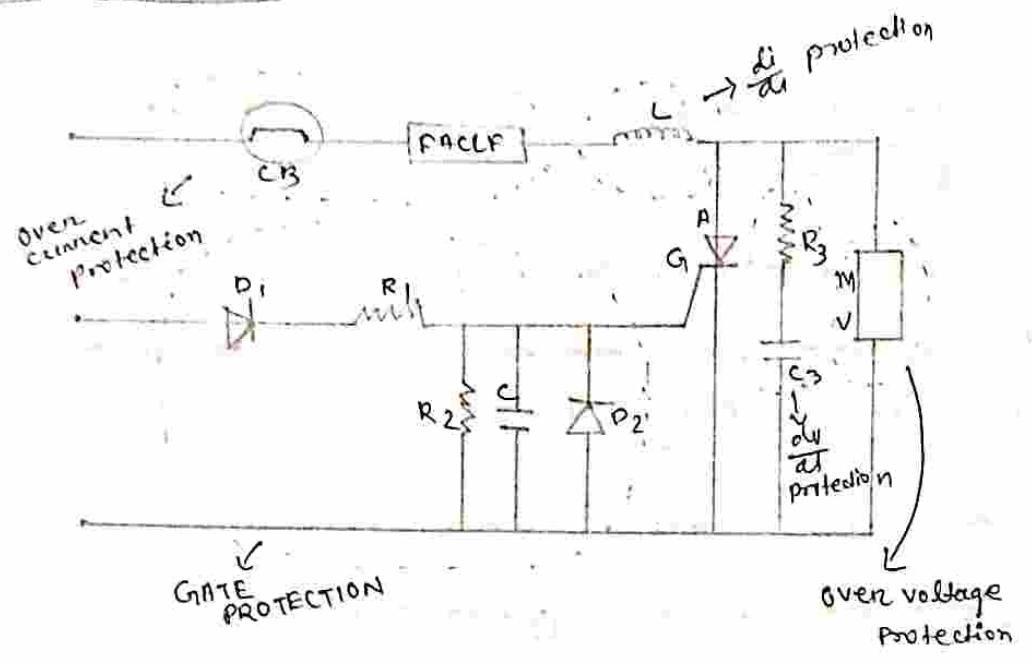 di/dt protection
L
FACLF
CB
over
current
protection
A
G
R3
M
V
D1
R1
R2
C
D2
C3
dv/dt
protection
GATE
PROTECTION
over voltage
protection